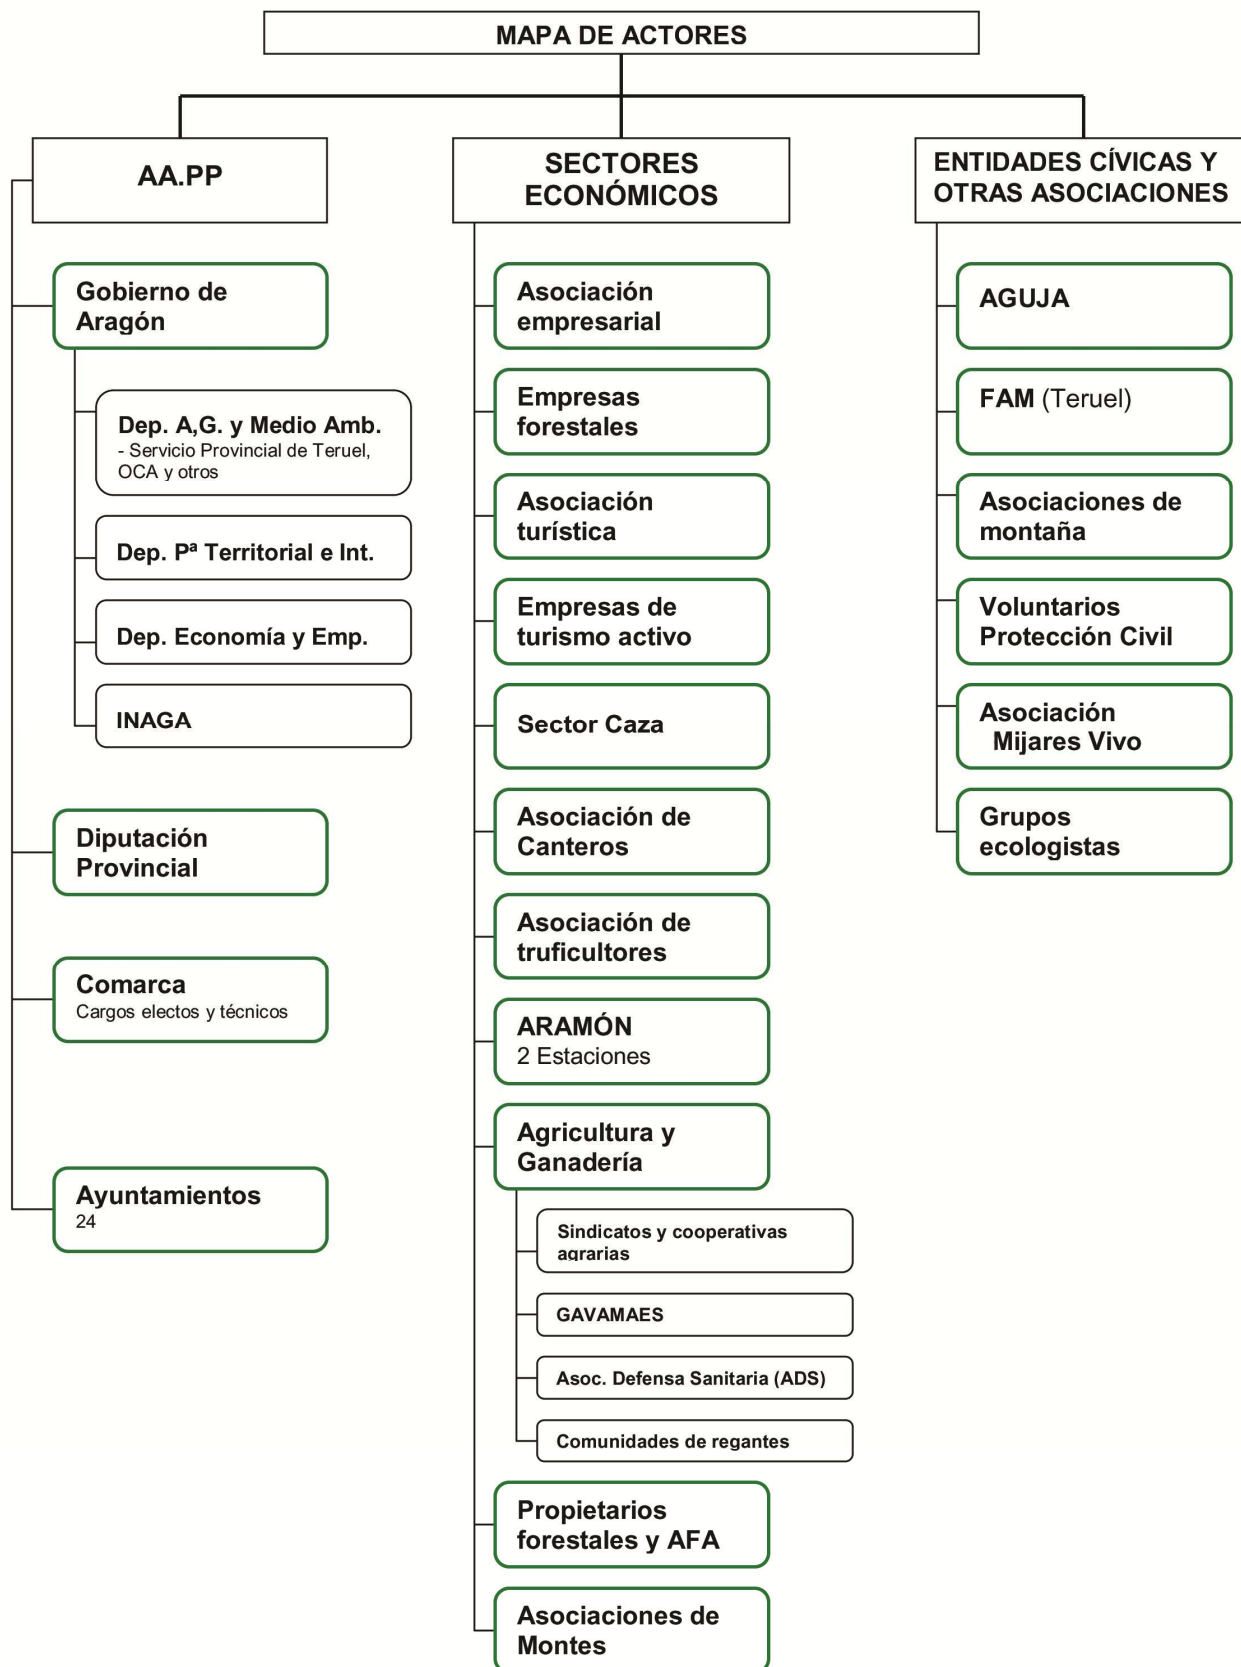 MAPA DE ACTORES
AA.PP
Gobierno de
Aragón
Dep. A,G. y Medio Amb.
- Servicio Provincial de Teruel,
OCA y otros
Dep. Pª Territorial e Int.
Dep. Economía y Emp.
INAGA
Diputación
Provincial
Comarca
Cargos electos y técnicos
Ayuntamientos
24
SECTORES
ECONÓMICOS
Asociación
empresarial
Empresas
forestales
Asociación
turística
Empresas de
turismo activo
Sector Caza
Asociación de
Canteros
Asociación de
truficultores
ARAMÓN
2 Estaciones
Agricultura y
Ganadería
Sindicatos y cooperativas
agrarias
GAVAMAES
Asoc. Defensa Sanitaria (ADS)
Comunidades de regantes
Propietarios
forestales y AFA
Asociaciones de
Montes
ENTIDADES CÍVICAS Y
OTRAS ASOCIACIONES
AGUJA
FAM (Teruel)
Asociaciones de
montaña
Voluntarios
Protección Civil
Asociación
Mijares Vivo
Grupos
ecologistas